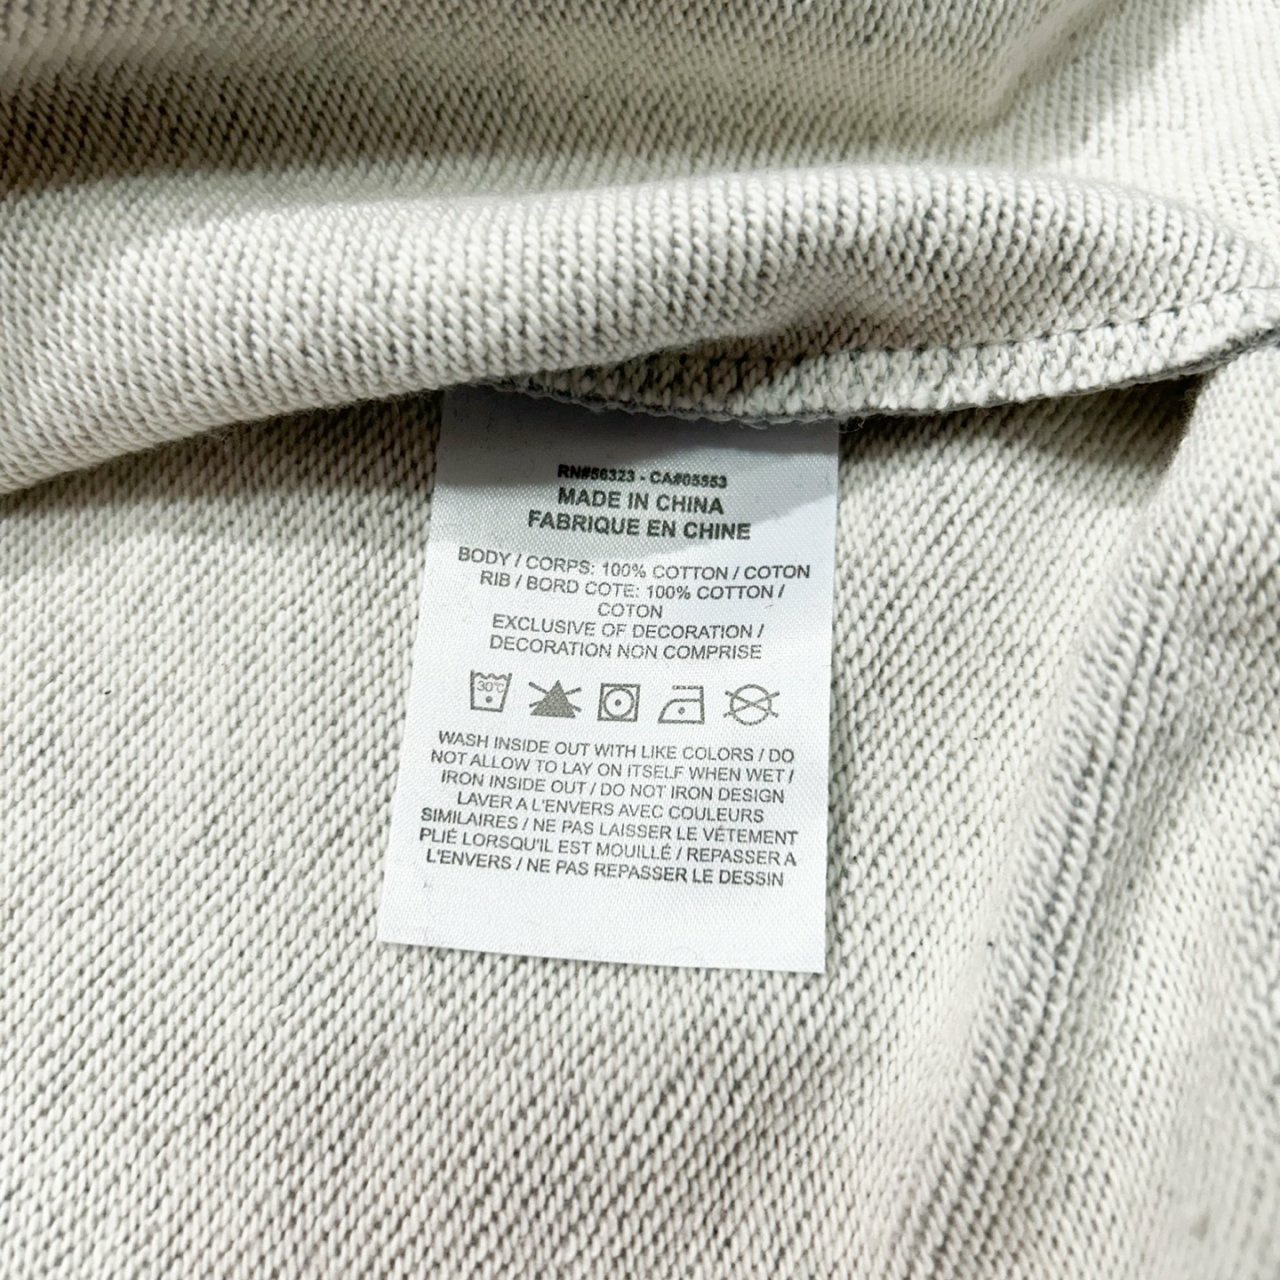 RN#56323 - CA#05553
MADE IN CHINA
FABRIQUE EN CHINE
BODY / CORPS: 100% COTTON / COTON
RIB / BORD COTE: 100% COTTON /
COTON
EXCLUSIVE OF DECORATION /
DECORATION NON COMPRISE
30°C
WASH INSIDE OUT WITH LIKE COLORS / DO
NOT ALLOW TO LAY ON ITSELF WHEN WET /
IRON INSIDE OUT / DO NOT IRON DESIGN
LAVER A L'ENVERS AVEC COULEURS
SIMILAIRES / NE PAS LAISSER LE VÊTEMENT
PLIÉ LORSQU'IL EST MOUILLÉ / REPASSER A
L'ENVERS / NE PAS REPASSER LE DESSIN